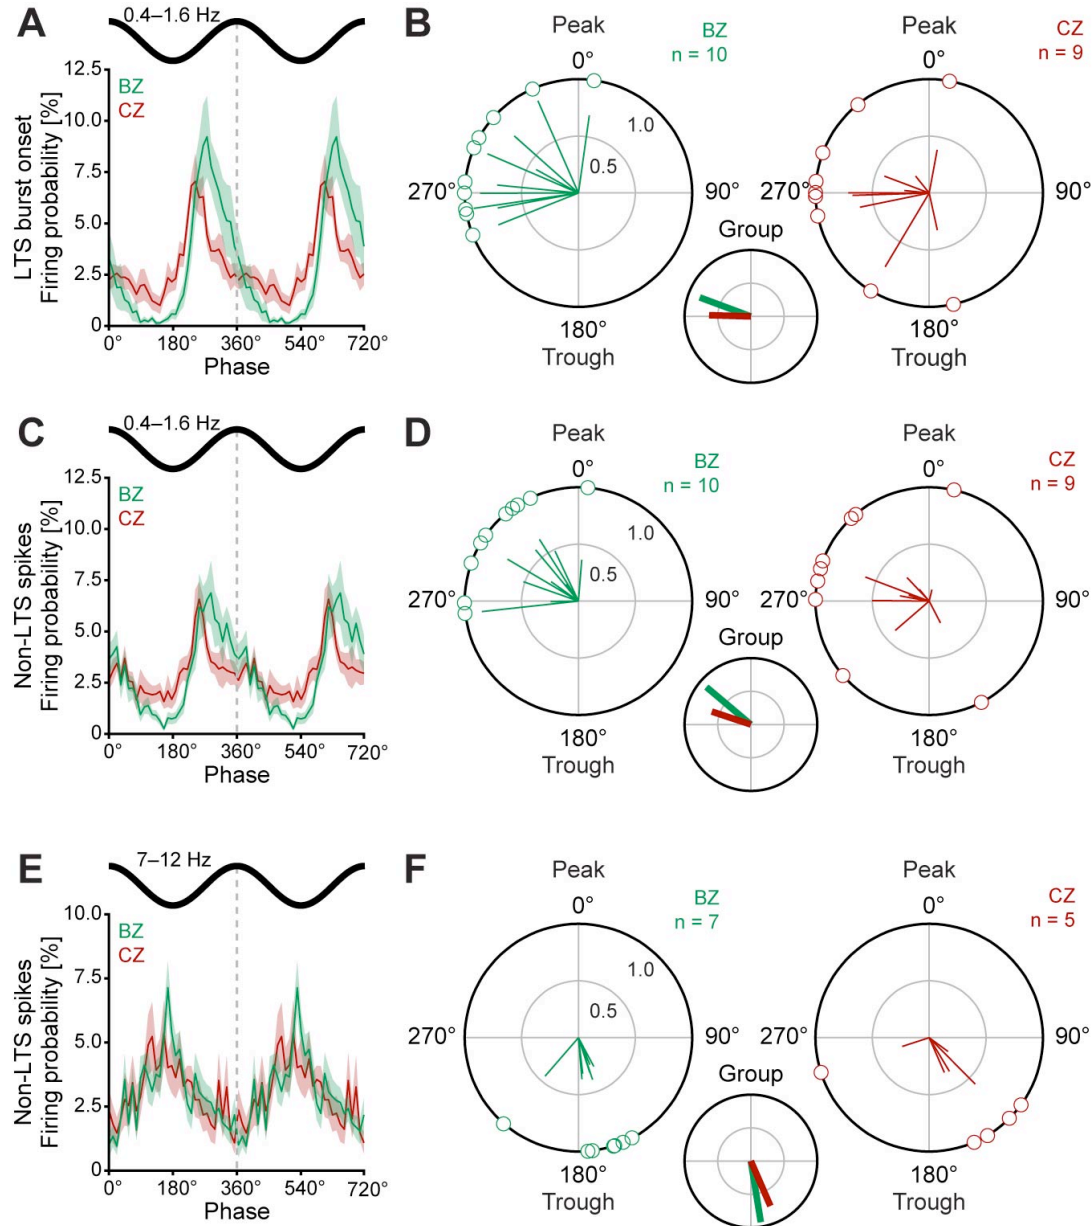 A
0.4–1.6 Hz
LTS burst onset
Firing probability [%]
12.5
10.0
7.5
5.0
2.5
0
BZ
CZ
0° 180° 360° 540° 720°
Phase
B
Peak
0°
BZ
n = 10
1.0
0.5
270°
90°
180°
Trough
Group
Peak
0°
CZ
n = 9
270°
90°
180°
Trough
C
0.4–1.6 Hz
Non-LTS spikes
Firing probability [%]
12.5
10.0
7.5
5.0
2.5
0
BZ
CZ
0° 180° 360° 540° 720°
Phase
D
Peak
0°
BZ
n = 10
1.0
0.5
270°
90°
180°
Trough
Group
Peak
0°
CZ
n = 9
270°
90°
180°
Trough
E
7–12 Hz
Non-LTS spikes
Firing probability [%]
10.0
7.5
5.0
2.5
0
BZ
CZ
0° 180° 360° 540° 720°
Phase
F
Peak
0°
BZ
n = 7
1.0
0.5
270°
90°
180°
Trough
Group
Peak
0°
CZ
n = 5
270°
90°
180°
Trough